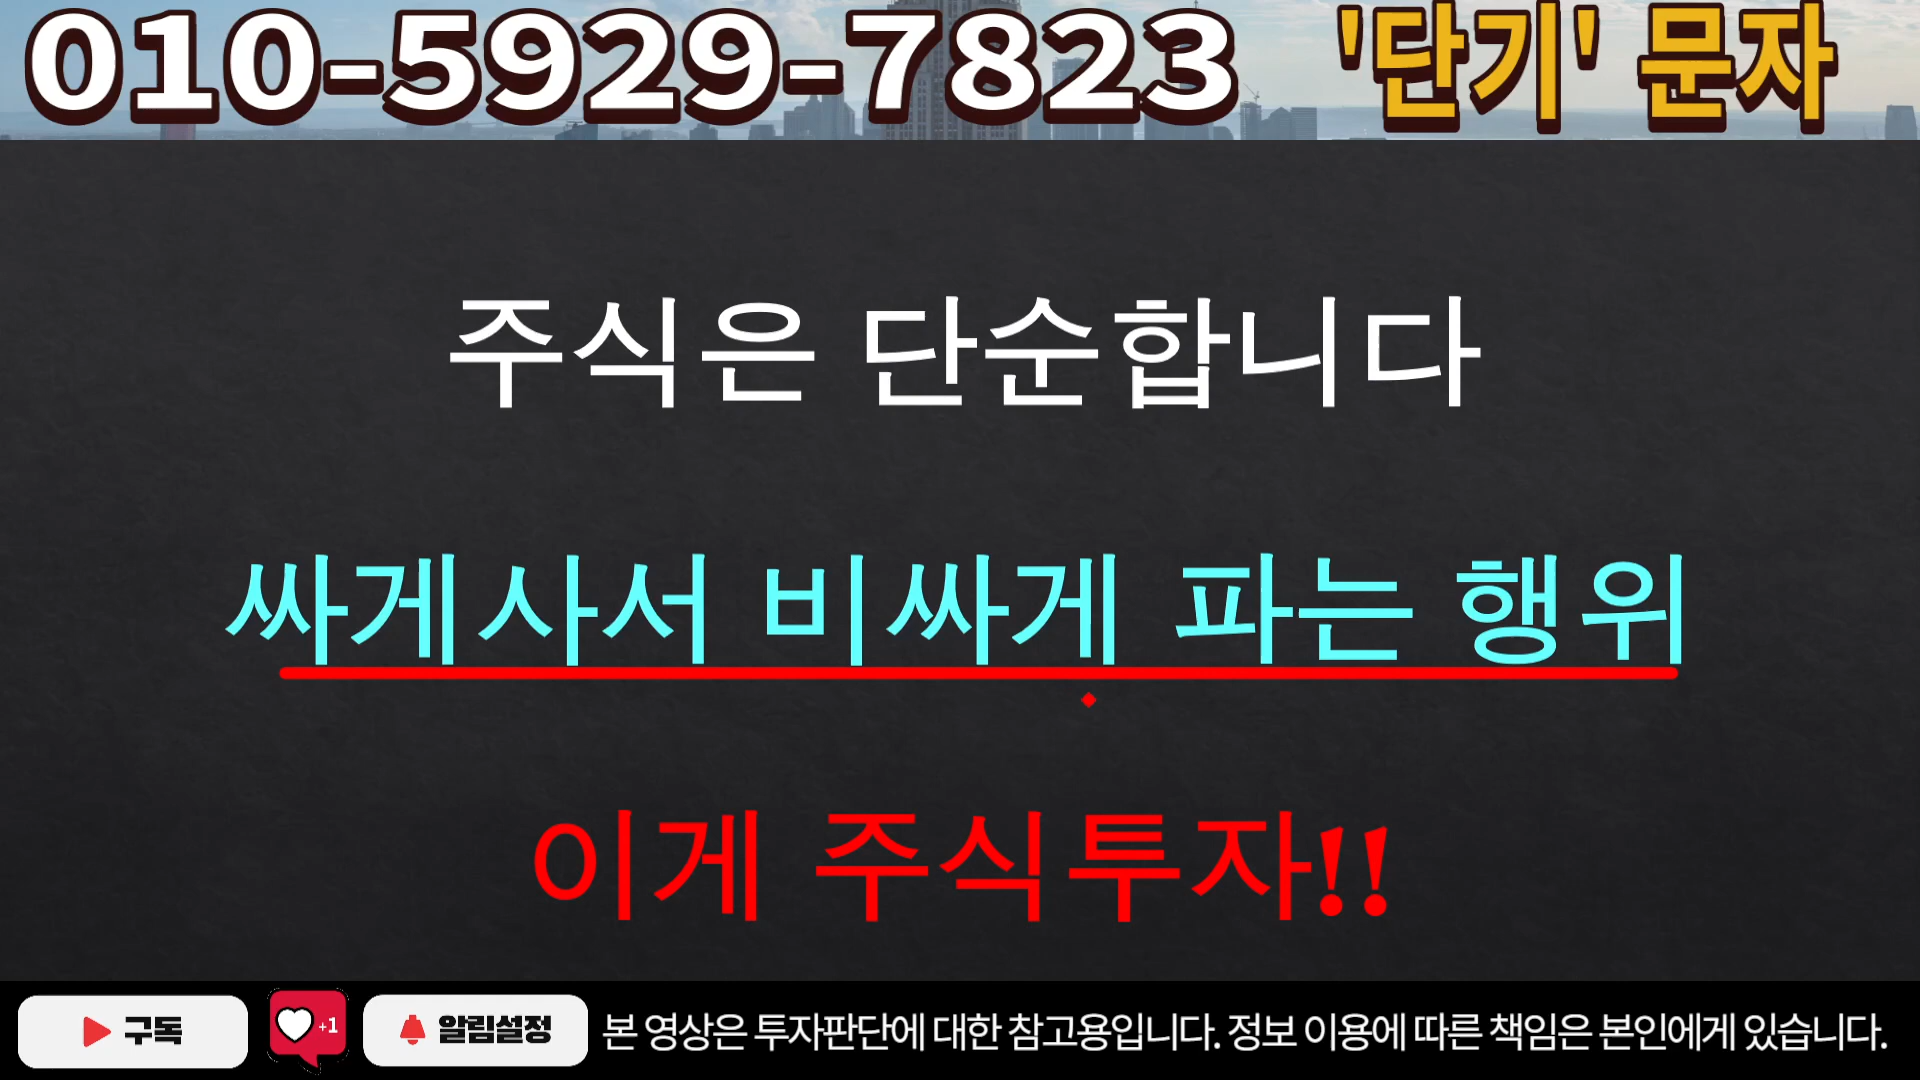 010-5929-7823 '단기' 문자
주식은 단순합니다
싸게사서 비싸게 파는 행위
이게 주식투자!!
구독 +1 알림설정 본 영상은 투자판단에 대한 참고용입니다. 정보 이용에 따른 책임은 본인에게 있습니다.